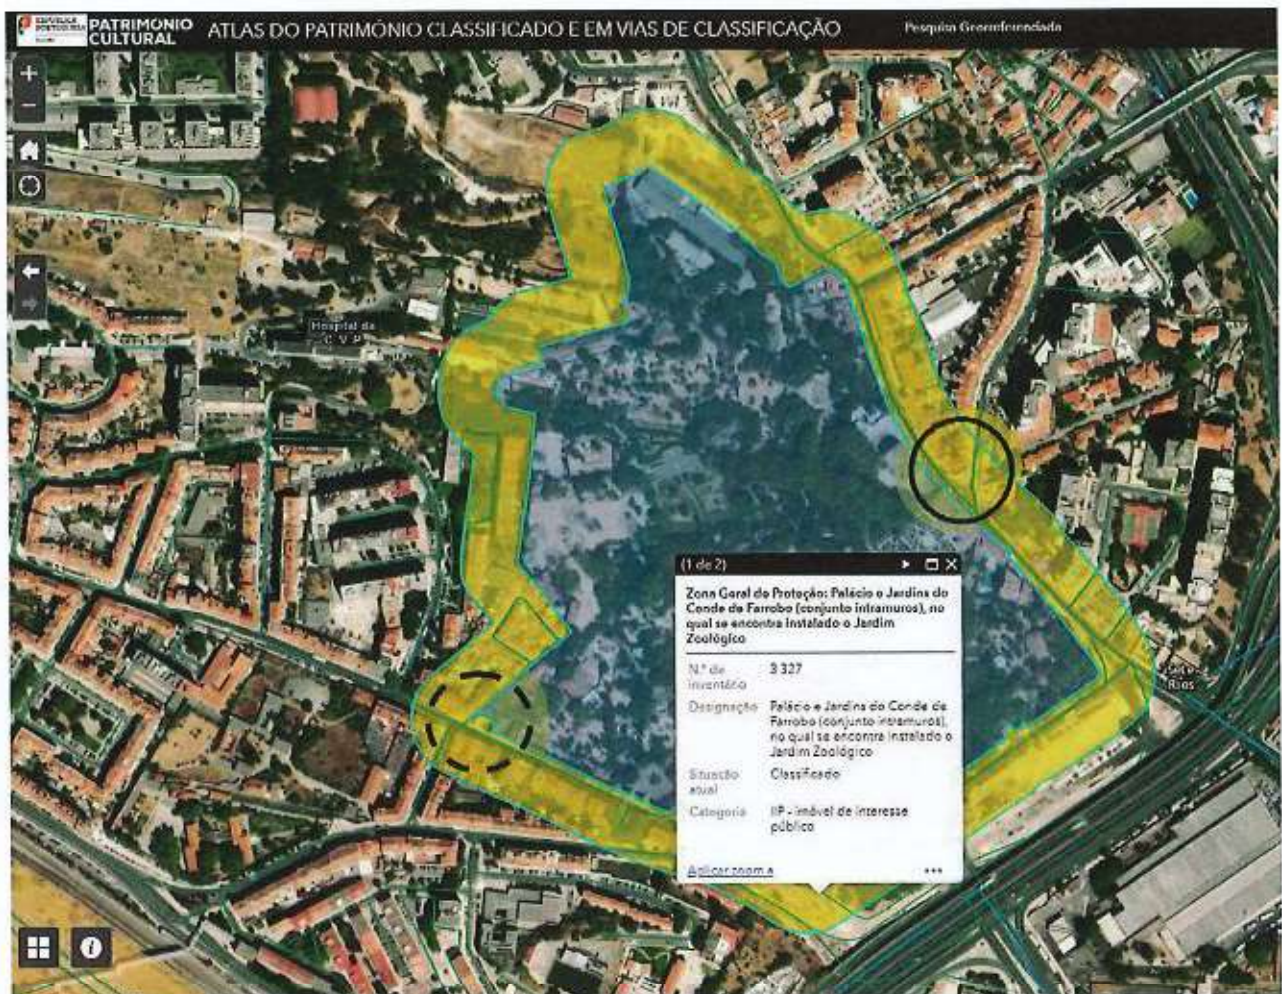 REPÚBLICA
PORTUGUESA
PATRIMÓNIO
CULTURAL
ATLAS DO PATRIMÓNIO CLASSIFICADO E EM VIAS DE CLASSIFICAÇÃO
Pesquisa Georreferenciada
Hospital da
C. V. P.
(1 de 2)
Zona Geral de Proteção: Palácio e Jardins do
Conde de Farrobo (conjunto intramuros), no
qual se encontra instalado o Jardim
Zoológico
N.º de
inventário
3 327
Designação
Palácio e Jardins do Conde de
Farrobo (conjunto intramuros),
no qual se encontra instalado o
Jardim Zoológico
Situação
atual
Classificado
Categoria
IIP - imóvel de interesse
público
Aplicar zoom a
Rios